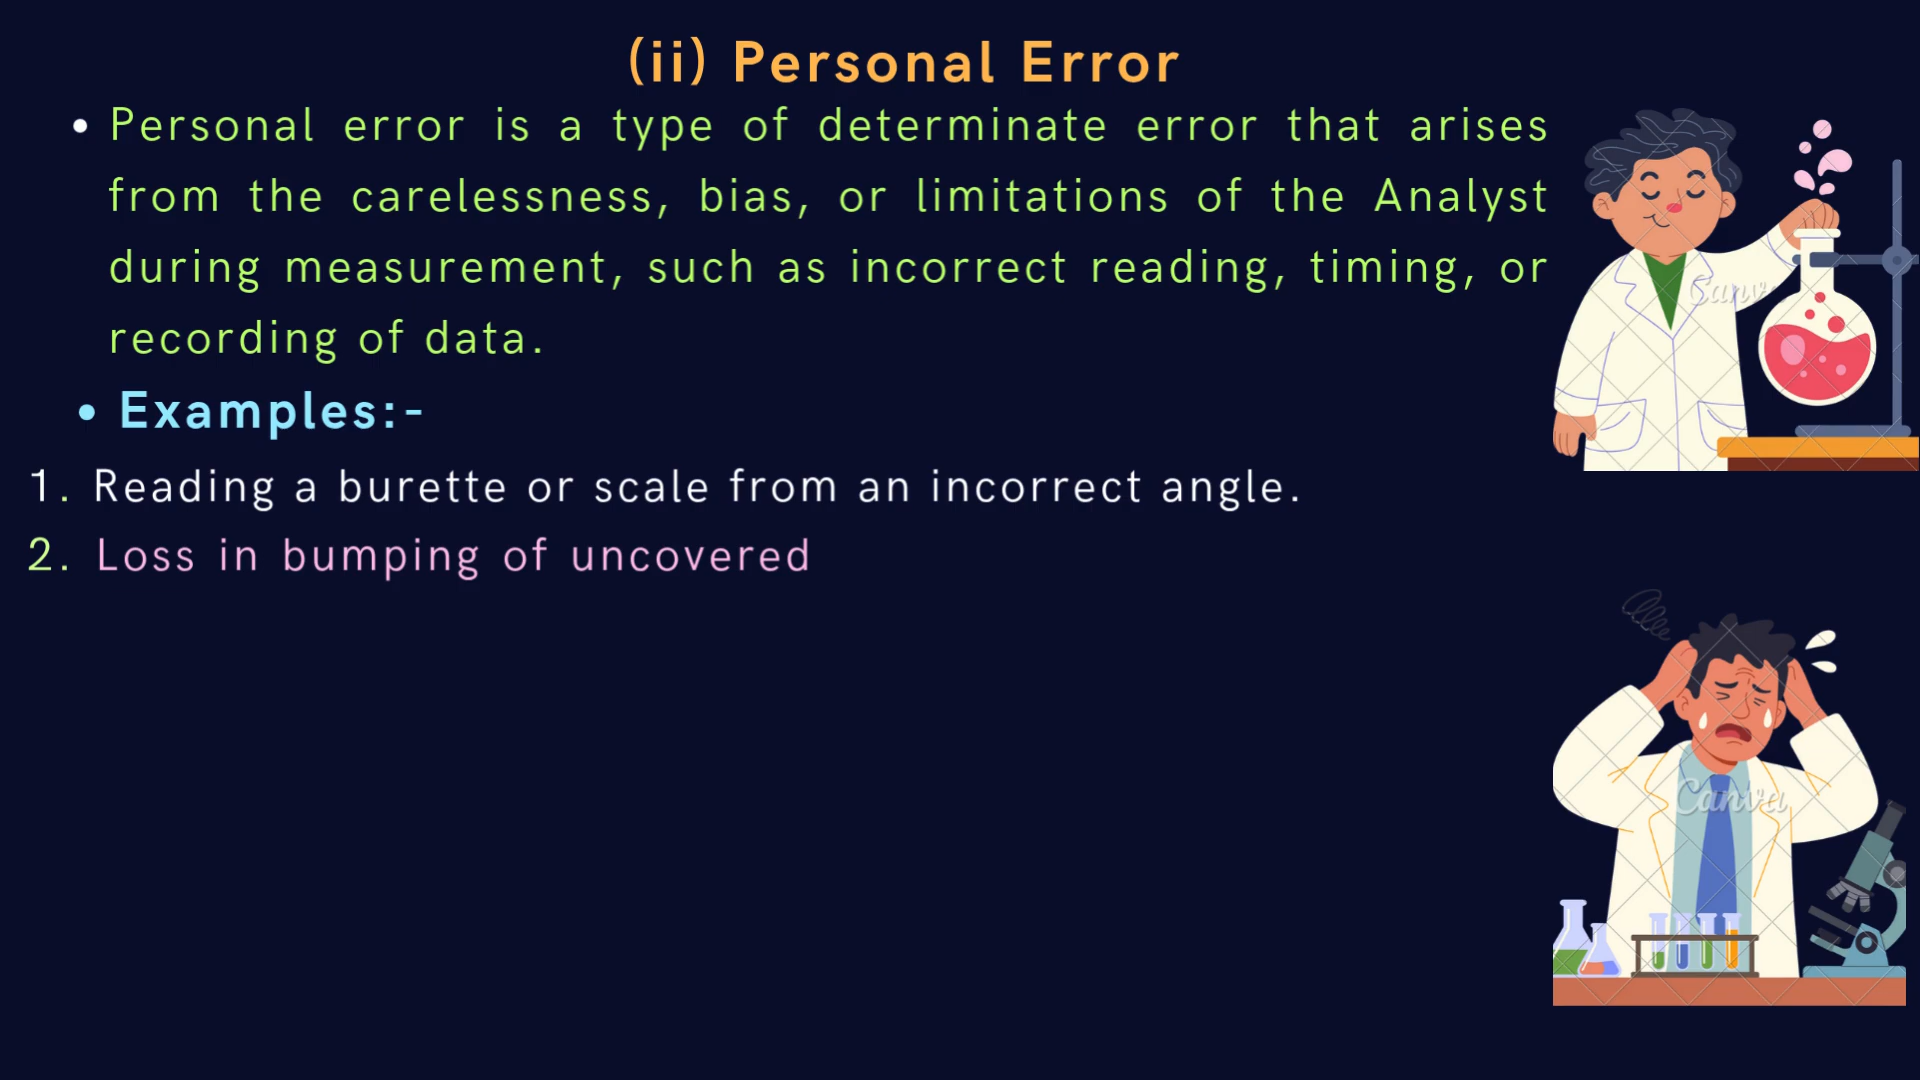 (ii) Personal Error
• Personal error is a type of determinate error that arises
from the carelessness, bias, or limitations of the Analyst
during measurement, such as incorrect reading, timing, or
recording of data.
• Examples:-
1. Reading a burette or scale from an incorrect angle.
2. Loss in bumping of uncovered
Canva
Canva